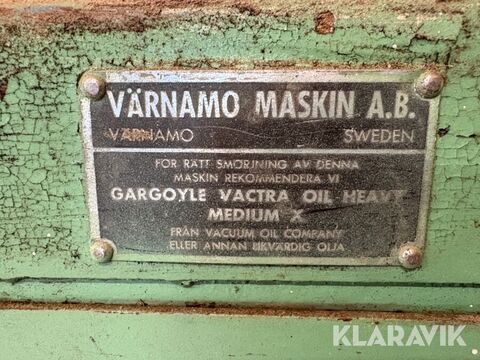 VÄRNAMO MASKIN A.B.
VÄRNAMO SWEDEN
FÖR RÄTT SMÖRJNING AV DENNA
MASKIN REKOMMENDERA VI
GARGOYLE VACTRA OIL HEAVY
MEDIUM X
FRÅN VACUUM OIL COMPANY
ELLER ANNAN LIKVÄRDIG OLJA
KLARAVIK